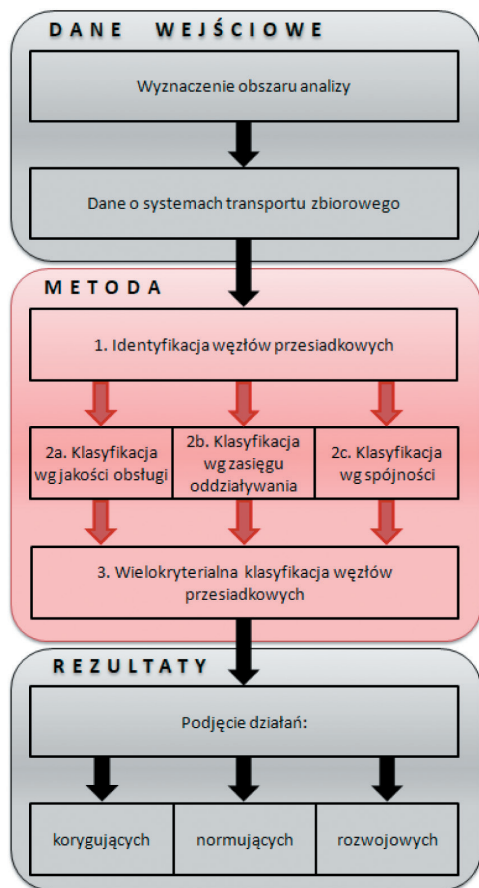 DANE WEJŚCIOWE
Wyznaczenie obszaru analizy
Dane o systemach transportu zbiorowego
METODA
1. Identyfikacja węzłów przesiadkowych
2a. Klasyfikacja
wg jakości obsługi
2b. Klasyfikacja
wg zasięgu
oddziaływania
2c. Klasyfikacja
wg spójności
3. Wielokryterialna klasyfikacja węzłów
przesiadkowych
REZULTATY
Podjęcie działań:
korygujących
normujących
rozwojowych